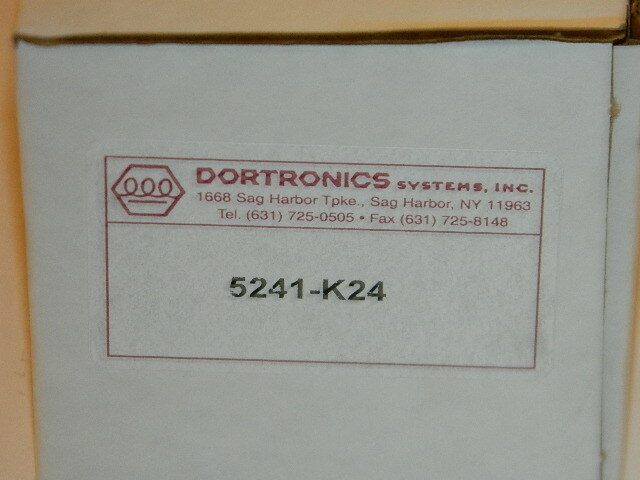 DORTRONICS SYSTEMS, INC.
1668 Sag Harbor Tpke., Sag Harbor, NY 11963
Tel. (631) 725-0505 • Fax (631) 725-8148
5241-K24